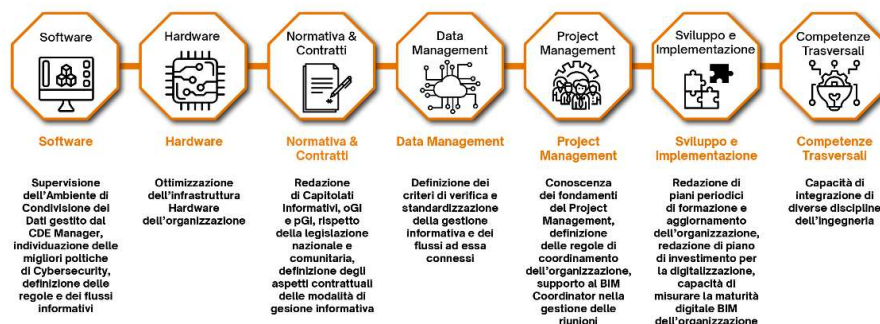 Software
Hardware
Normativa &
Contratti
Data
Management
Project
Management
Sviluppo e
Implementazione
Competenze
Trasversali
Software
Hardware
Normativa &
Contratti
Data Management
Project
Management
Sviluppo e
Implementazione
Competenze
Trasversali
Supervisione
dell'Ambiente di
Condivisione dei
Dati gestito dal
CDE Manager,
individuazione delle
migliori poltiche
di Cybersecurity,
definizione delle
regole e dei flussi
informativi
Ottimizzazione
dell'infrastruttura
Hardware
dell'organizzazione
Redazione
di Capitolati
Informativi, oGI
e pGI, rispetto
della legislazione
nazionale e
comunitaria,
definizione degli
aspetti contrattuali
delle modalità di
gesione informativa
Definizione dei
criteri di verifica e
standardizzazione
della gestione
informativa e dei
flussi ad essa
connessi
Conoscenza
dei fondamenti
del Project
Management,
definizione
delle regole di
coordinamento
dell'organizzazione,
supporto al BIM
Coordinator nella
gestione delle
riunioni
Redazione di
piani periodici
di formazione e
aggiornamento
dell'organizzazione,
redazione di piano
di investimento per
la digitalizzazione,
capacità di
misurare la maturità
digitale BIM
dell'organizzazione
Capacità di
integrazione di
diverse discipline
dell'ingegneria